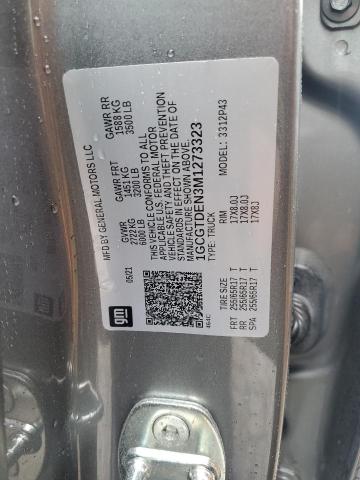 MFD BY GENERAL MOTORS LLC
05/21
GVWR
2722 KG
6000 LB
GAWR FRT
1451 KG
3200 LB
GAWR RR
1588 KG
3500 LB
THIS VEHICLE CONFORMS TO ALL
APPLICABLE U.S. FEDERAL MOTOR
VEHICLE SAFETY AND THEFT PREVENTION
STANDARDS IN EFFECT ON THE DATE OF
MANUFACTURE SHOWN ABOVE.
1GCGTDEN3M1273323
TYPE: TRUCK
MODEL: 3312P43
gm
464C
TIRE SIZE RIM
FRT 255/65R17 T 17X8.0J
RR 255/65R17 T 17X8.0J
SPA 255/65R17 T 17X8J